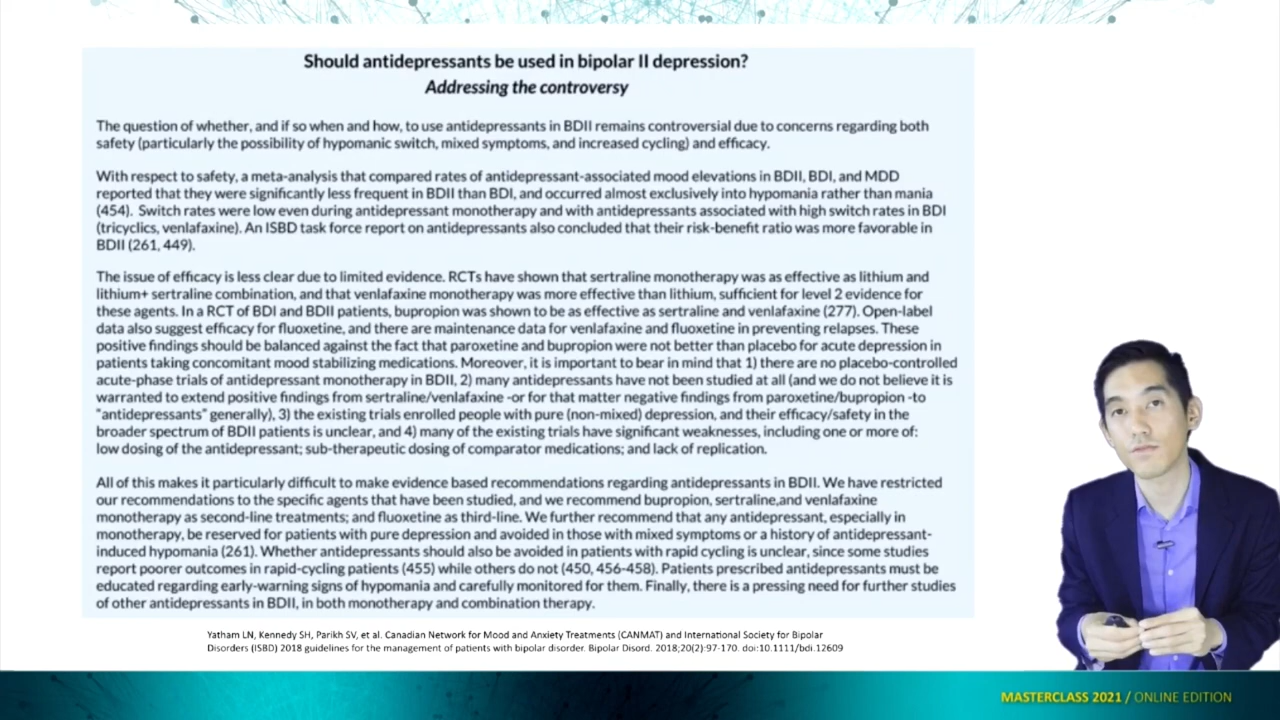 Should antidepressants be used in bipolar II depression?
Addressing the controversy
The question of whether, and if so when and how, to use antidepressants in BDII remains controversial due to concerns regarding both
safety (particularly the possibility of hypomanic switch, mixed symptoms, and increased cycling) and efficacy.
With respect to safety, a meta-analysis that compared rates of antidepressant-associated mood elevations in BDII, BDI, and MDD
reported that they were significantly less frequent in BDII than BDI, and occurred almost exclusively into hypomania rather than mania
(454). Switch rates were low even during antidepressant monotherapy and with antidepressants associated with high switch rates in BDI
(tricyclics, venlafaxine). An ISBD task force report on antidepressants also concluded that their risk-benefit ratio was more favorable in
BDII (261, 449).
The issue of efficacy is less clear due to limited evidence. RCTs have shown that sertraline monotherapy was as effective as lithium and
lithium+ sertraline combination, and that venlafaxine monotherapy was more effective than lithium, sufficient for level 2 evidence for
these agents. In a RCT of BDI and BDII patients, bupropion was shown to be as effective as sertraline and venlafaxine (277). Open-label
data also suggest efficacy for fluoxetine, and there are maintenance data for venlafaxine and fluoxetine in preventing relapses. These
positive findings should be balanced against the fact that paroxetine and bupropion were not better than placebo for acute depression in
patients taking concomitant mood stabilizing medications. Moreover, it is important to bear in mind that 1) there are no placebo-controlled
acute-phase trials of antidepressant monotherapy in BDII, 2) many antidepressants have not been studied at all (and we do not believe it is
warranted to extend positive findings from sertraline/venlafaxine -or for that matter negative findings from paroxetine/bupropion -to
"antidepressants" generally), 3) the existing trials enrolled people with pure (non-mixed) depression, and their efficacy/safety in the
broader spectrum of BDII patients is unclear, and 4) many of the existing trials have significant weaknesses, including one or more of:
low dosing of the antidepressant; sub-therapeutic dosing of comparator medications; and lack of replication.
All of this makes it particularly difficult to make evidence based recommendations regarding antidepressants in BDII. We have restricted
our recommendations to the specific agents that have been studied, and we recommend bupropion, sertraline,and venlafaxine
monotherapy as second-line treatments; and fluoxetine as third-line. We further recommend that any antidepressant, especially in
monotherapy, be reserved for patients with pure depression and avoided in those with mixed symptoms or a history of antidepressant-
induced hypomania (261). Whether antidepressants should also be avoided in patients with rapid cycling is unclear, since some studies
report poorer outcomes in rapid-cycling patients (455) while others do not (450, 456-458). Patients prescribed antidepressants must be
educated regarding early-warning signs of hypomania and carefully monitored for them. Finally, there is a pressing need for further studies
of other antidepressants in BDII, in both monotherapy and combination therapy.
Yatham LN, Kennedy SH, Parikh SV, et al. Canadian Network for Mood and Anxiety Treatments (CANMAT) and International Society for Bipolar
Disorders (ISBD) 2018 guidelines for the management of patients with bipolar disorder. Bipolar Disord. 2018;20(2):97-170. doi:10.1111/bdi.12609
MASTERCLASS 2021 / ONLINE EDITION